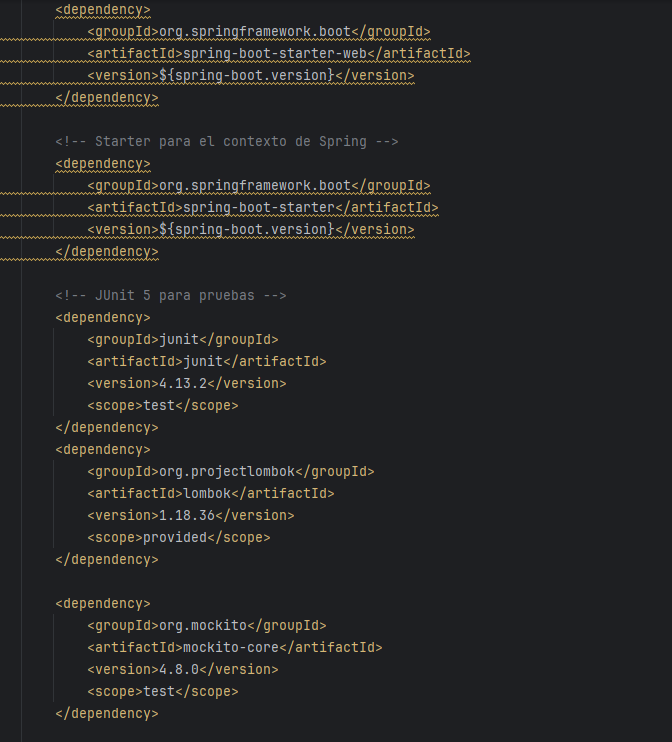 <dependency>
<groupId>org.springframework.boot</groupId>
<artifactId>spring-boot-starter-web</artifactId>
<version>${spring-boot.version}</version>
</dependency>
<!-- Starter para el contexto de Spring -->
<dependency>
<groupId>org.springframework.boot</groupId>
<artifactId>spring-boot-starter</artifactId>
<version>${spring-boot.version}</version>
</dependency>
<!-- JUnit 5 para pruebas -->
<dependency>
<groupId>junit</groupId>
<artifactId>junit</artifactId>
<version>4.13.2</version>
<scope>test</scope>
</dependency>
<dependency>
<groupId>org.projectlombok</groupId>
<artifactId>lombok</artifactId>
<version>1.18.36</version>
<scope>provided</scope>
</dependency>
<dependency>
<groupId>org.mockito</groupId>
<artifactId>mockito-core</artifactId>
<version>4.8.0</version>
<scope>test</scope>
</dependency>